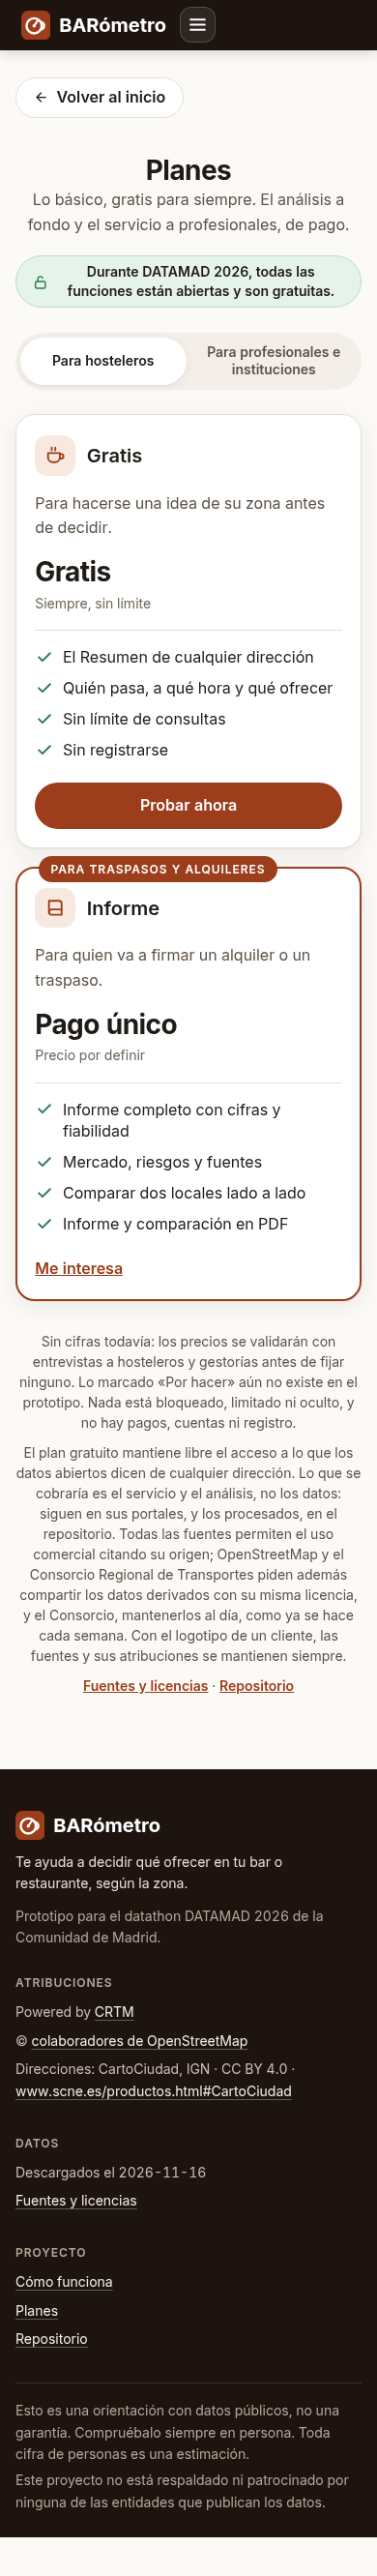 BARómetro
Volver al inicio
Planes
Lo básico, gratis para siempre. El análisis a
fondo y el servicio a profesionales, de pago.
Durante DATAMAD 2026, todas las
funciones están abiertas y son gratuitas.
Para hosteleros
Para profesionales e
instituciones
Gratis
Para hacerse una idea de su zona antes
de decidir.
Gratis
Siempre, sin límite
El Resumen de cualquier dirección
Quién pasa, a qué hora y qué ofrecer
Sin límite de consultas
Sin registrarse
Probar ahora
PARA TRASPASOS Y ALQUILERES
Informe
Para quien va a firmar un alquiler o un
traspaso.
Pago único
Precio por definir
Informe completo con cifras y
fiabilidad
Mercado, riesgos y fuentes
Comparar dos locales lado a lado
Informe y comparación en PDF
Me interesa
Sin cifras todavía: los precios se validarán con
entrevistas a hosteleros y gestorías antes de fijar
ninguno. Lo marcado «Por hacer» aún no existe en el
prototipo. Nada está bloqueado, limitado ni oculto, y
no hay pagos, cuentas ni registro.
El plan gratuito mantiene libre el acceso a lo que los
datos abiertos dicen de cualquier dirección. Lo que se
cobraría es el servicio y el análisis, no los datos:
siguen en sus portales, y los procesados, en el
repositorio. Todas las fuentes permiten el uso
comercial citando su origen; OpenStreetMap y el
Consorcio Regional de Transportes piden además
compartir los datos derivados con su misma licencia,
y el Consorcio, mantenerlos al día, como ya se hace
cada semana. Con el logotipo de un cliente, las
fuentes y sus atribuciones se mantienen siempre.
Fuentes y licencias · Repositorio
BARómetro
Te ayuda a decidir qué ofrecer en tu bar o
restaurante, según la zona.
Prototipo para el datathon DATAMAD 2026 de la
Comunidad de Madrid.
ATRIBUCIONES
Powered by CRTM
© colaboradores de OpenStreetMap
Direcciones: CartoCiudad, IGN · CC BY 4.0 ·
www.scne.es/productos.html#CartoCiudad
DATOS
Descargados el 2026-11-16
Fuentes y licencias
PROYECTO
Cómo funciona
Planes
Repositorio
Esto es una orientación con datos públicos, no una
garantía. Compruébalo siempre en persona. Toda
cifra de personas es una estimación.
Este proyecto no está respaldado ni patrocinado por
ninguna de las entidades que publican los datos.